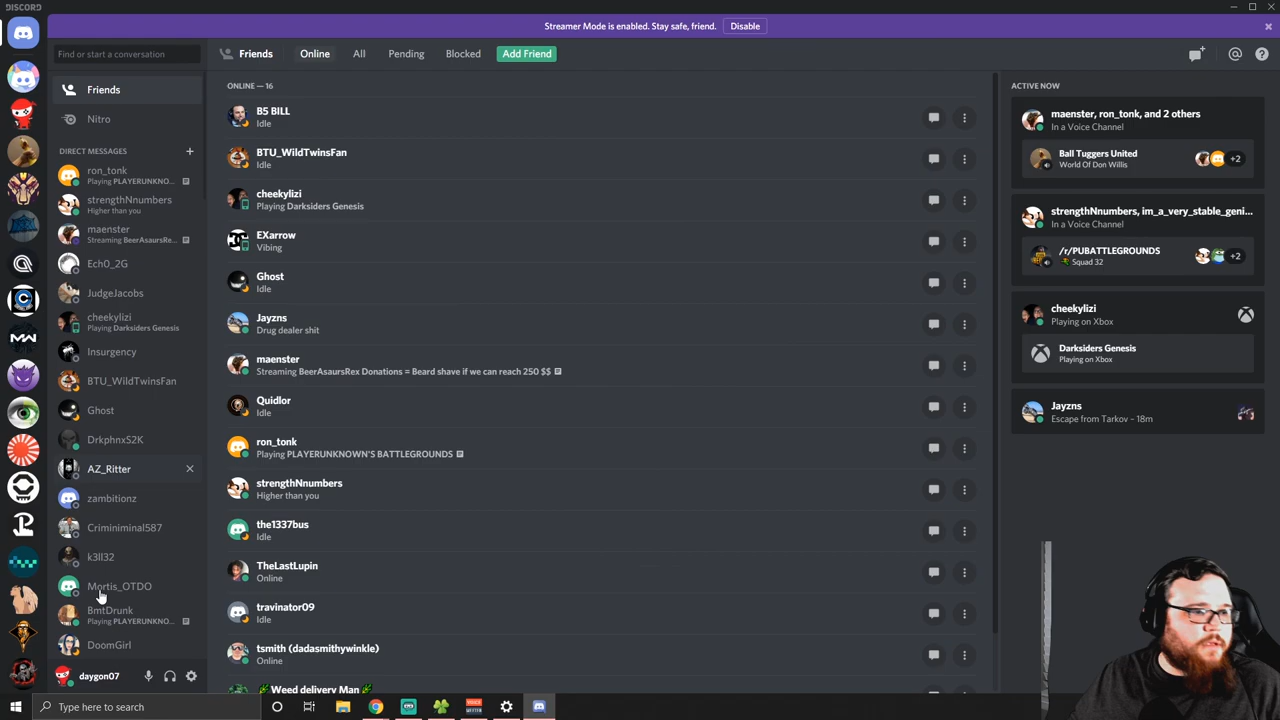 DISCORD
Streamer Mode is enabled. Stay safe, friend. Disable
Find or start a conversation
Friends
Nitro
DIRECT MESSAGES
ron_tonk
Playing PLAYERUNKNO...
strengthNnumbers
Higher than you
maenster
Streaming BeerAsaursRe...
Ech0_2G
JudgeJacobs
cheekylizi
Playing Darksiders Genesis
Insurgency
BTU_WildTwinsFan
Ghost
DrkphnxS2K
AZ_Ritter
zambitionz
Criminiminal587
k3ll32
Mortis_OTDO
BmtDrunk
Playing PLAYERUNKNO...
DoomGirl
daygon07
Friends Online All Pending Blocked Add Friend
ONLINE — 16
B5 BILL
Idle
BTU_WildTwinsFan
Idle
cheekylizi
Playing Darksiders Genesis
EXarrow
Vibing
Ghost
Idle
Jayzns
Drug dealer shit
maenster
Streaming BeerAsaursRex Donations = Beard shave if we can reach 250 $$
Quidlor
Idle
ron_tonk
Playing PLAYERUNKNOWN'S BATTLEGROUNDS
strengthNnumbers
Higher than you
the1337bus
Idle
TheLastLupin
Online
travinator09
Idle
tsmith (dadasmithywinkle)
Online
Weed delivery Man
ACTIVE NOW
maenster, ron_tonk, and 2 others
In a Voice Channel
Ball Tuggers United
World Of Don Willis
+2
strengthNnumbers, im_a_very_stable_geni...
In a Voice Channel
/r/PUBATTLEGROUNDS
Squad 32
+2
cheekylizi
Playing on Xbox
Darksiders Genesis
Playing on Xbox
Jayzns
Escape from Tarkov – 18m
Type here to search